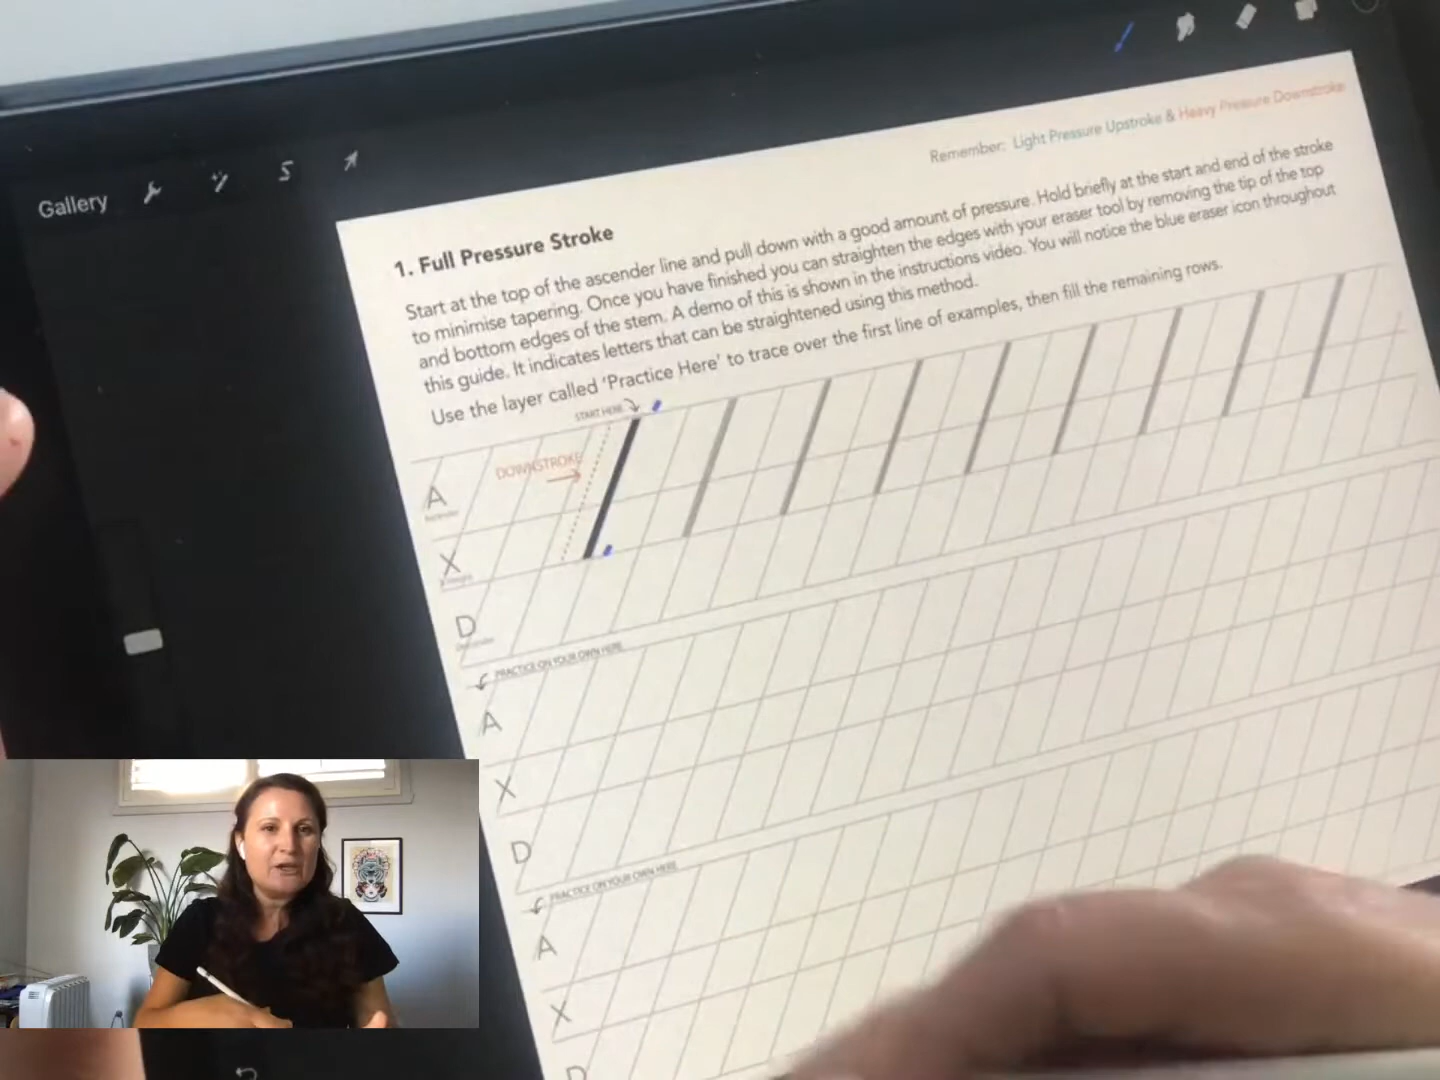 Gallery
Remember: Light Pressure Upstroke & Heavy Pressure Downstroke
1. Full Pressure Stroke
Start at the top of the ascender line and pull down with a good amount of pressure. Hold briefly at the start and end of the stroke
to minimise tapering. Once you have finished you can straighten the edges with your eraser tool by removing the tip of the top
and bottom edges of the stem. A demo of this is shown in the instructions video. You will notice the blue eraser icon throughout
this guide. It indicates letters that can be straightened using this method.
Use the layer called 'Practice Here' to trace over the first line of examples, then fill the remaining rows.
START HERE
DOWNSTROKE
A
Ascender
X
X Height
D
Descender
PRACTICE ON YOUR OWN HERE
A
X
D
PRACTICE ON YOUR OWN HERE
A
X
D